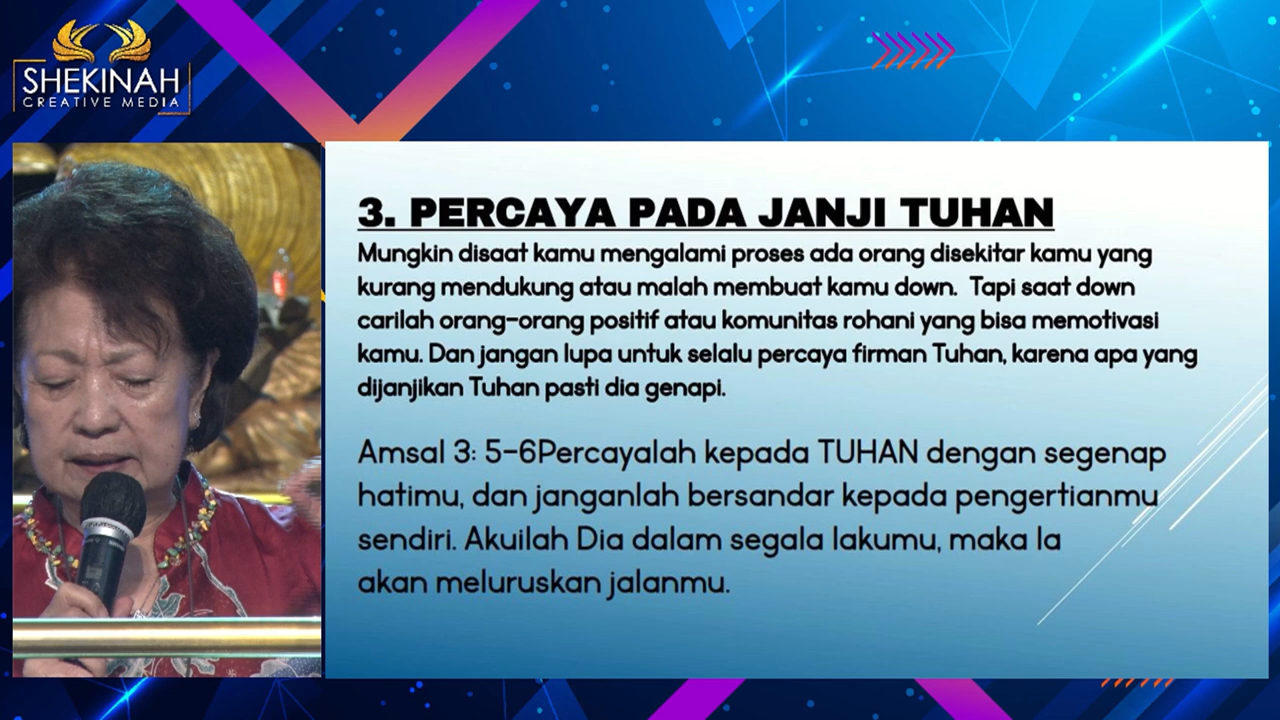 SHEKINAH
CREATIVE MEDIA
3. PERCAYA PADA JANJI TUHAN
Mungkin disaat kamu mengalami proses ada orang disekitar kamu yang
kurang mendukung atau malah membuat kamu down.  Tapi saat down
carilah orang-orang positif atau komunitas rohani yang bisa memotivasi
kamu. Dan jangan lupa untuk selalu percaya firman Tuhan, karena apa yang
dijanjikan Tuhan pasti dia genapi.
Amsal 3: 5-6Percayalah kepada TUHAN dengan segenap
hatimu, dan janganlah bersandar kepada pengertianmu
sendiri. Akuilah Dia dalam segala lakumu, maka Ia
akan meluruskan jalanmu.